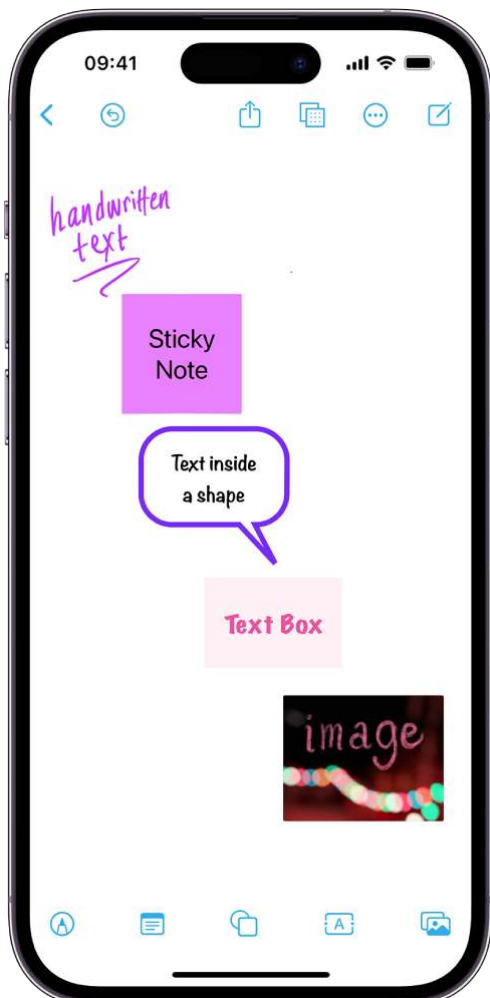 09:41
handwritten
text
Sticky
Note
Text inside
a shape
Text Box
image
A